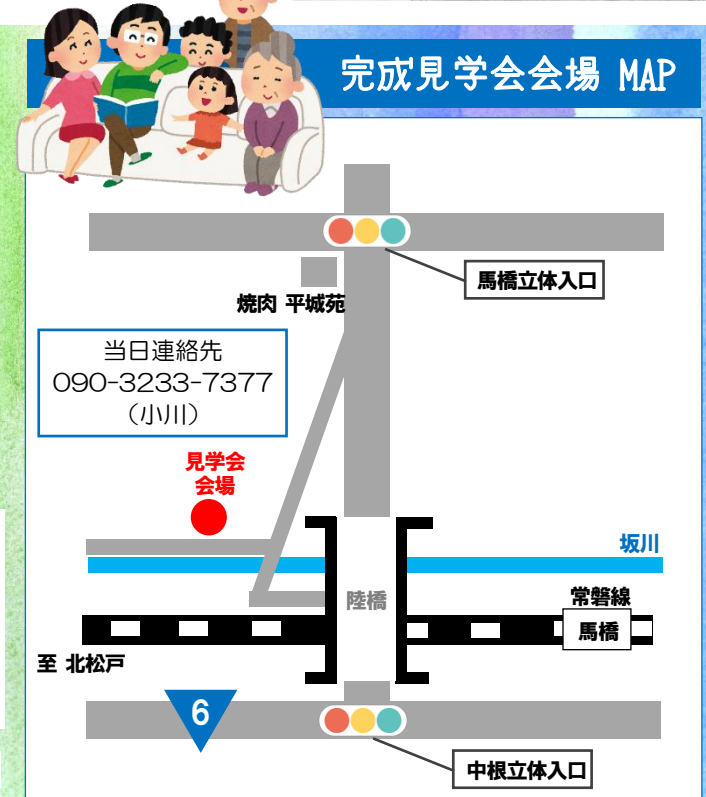 完成見学会会場 MAP
馬橋立体入口
焼肉 平城苑
当日連絡先
090-3233-7377
（小川）
見学会
会場
坂川
陸橋
常磐線
馬橋
至 北松戸
6
中根立体入口